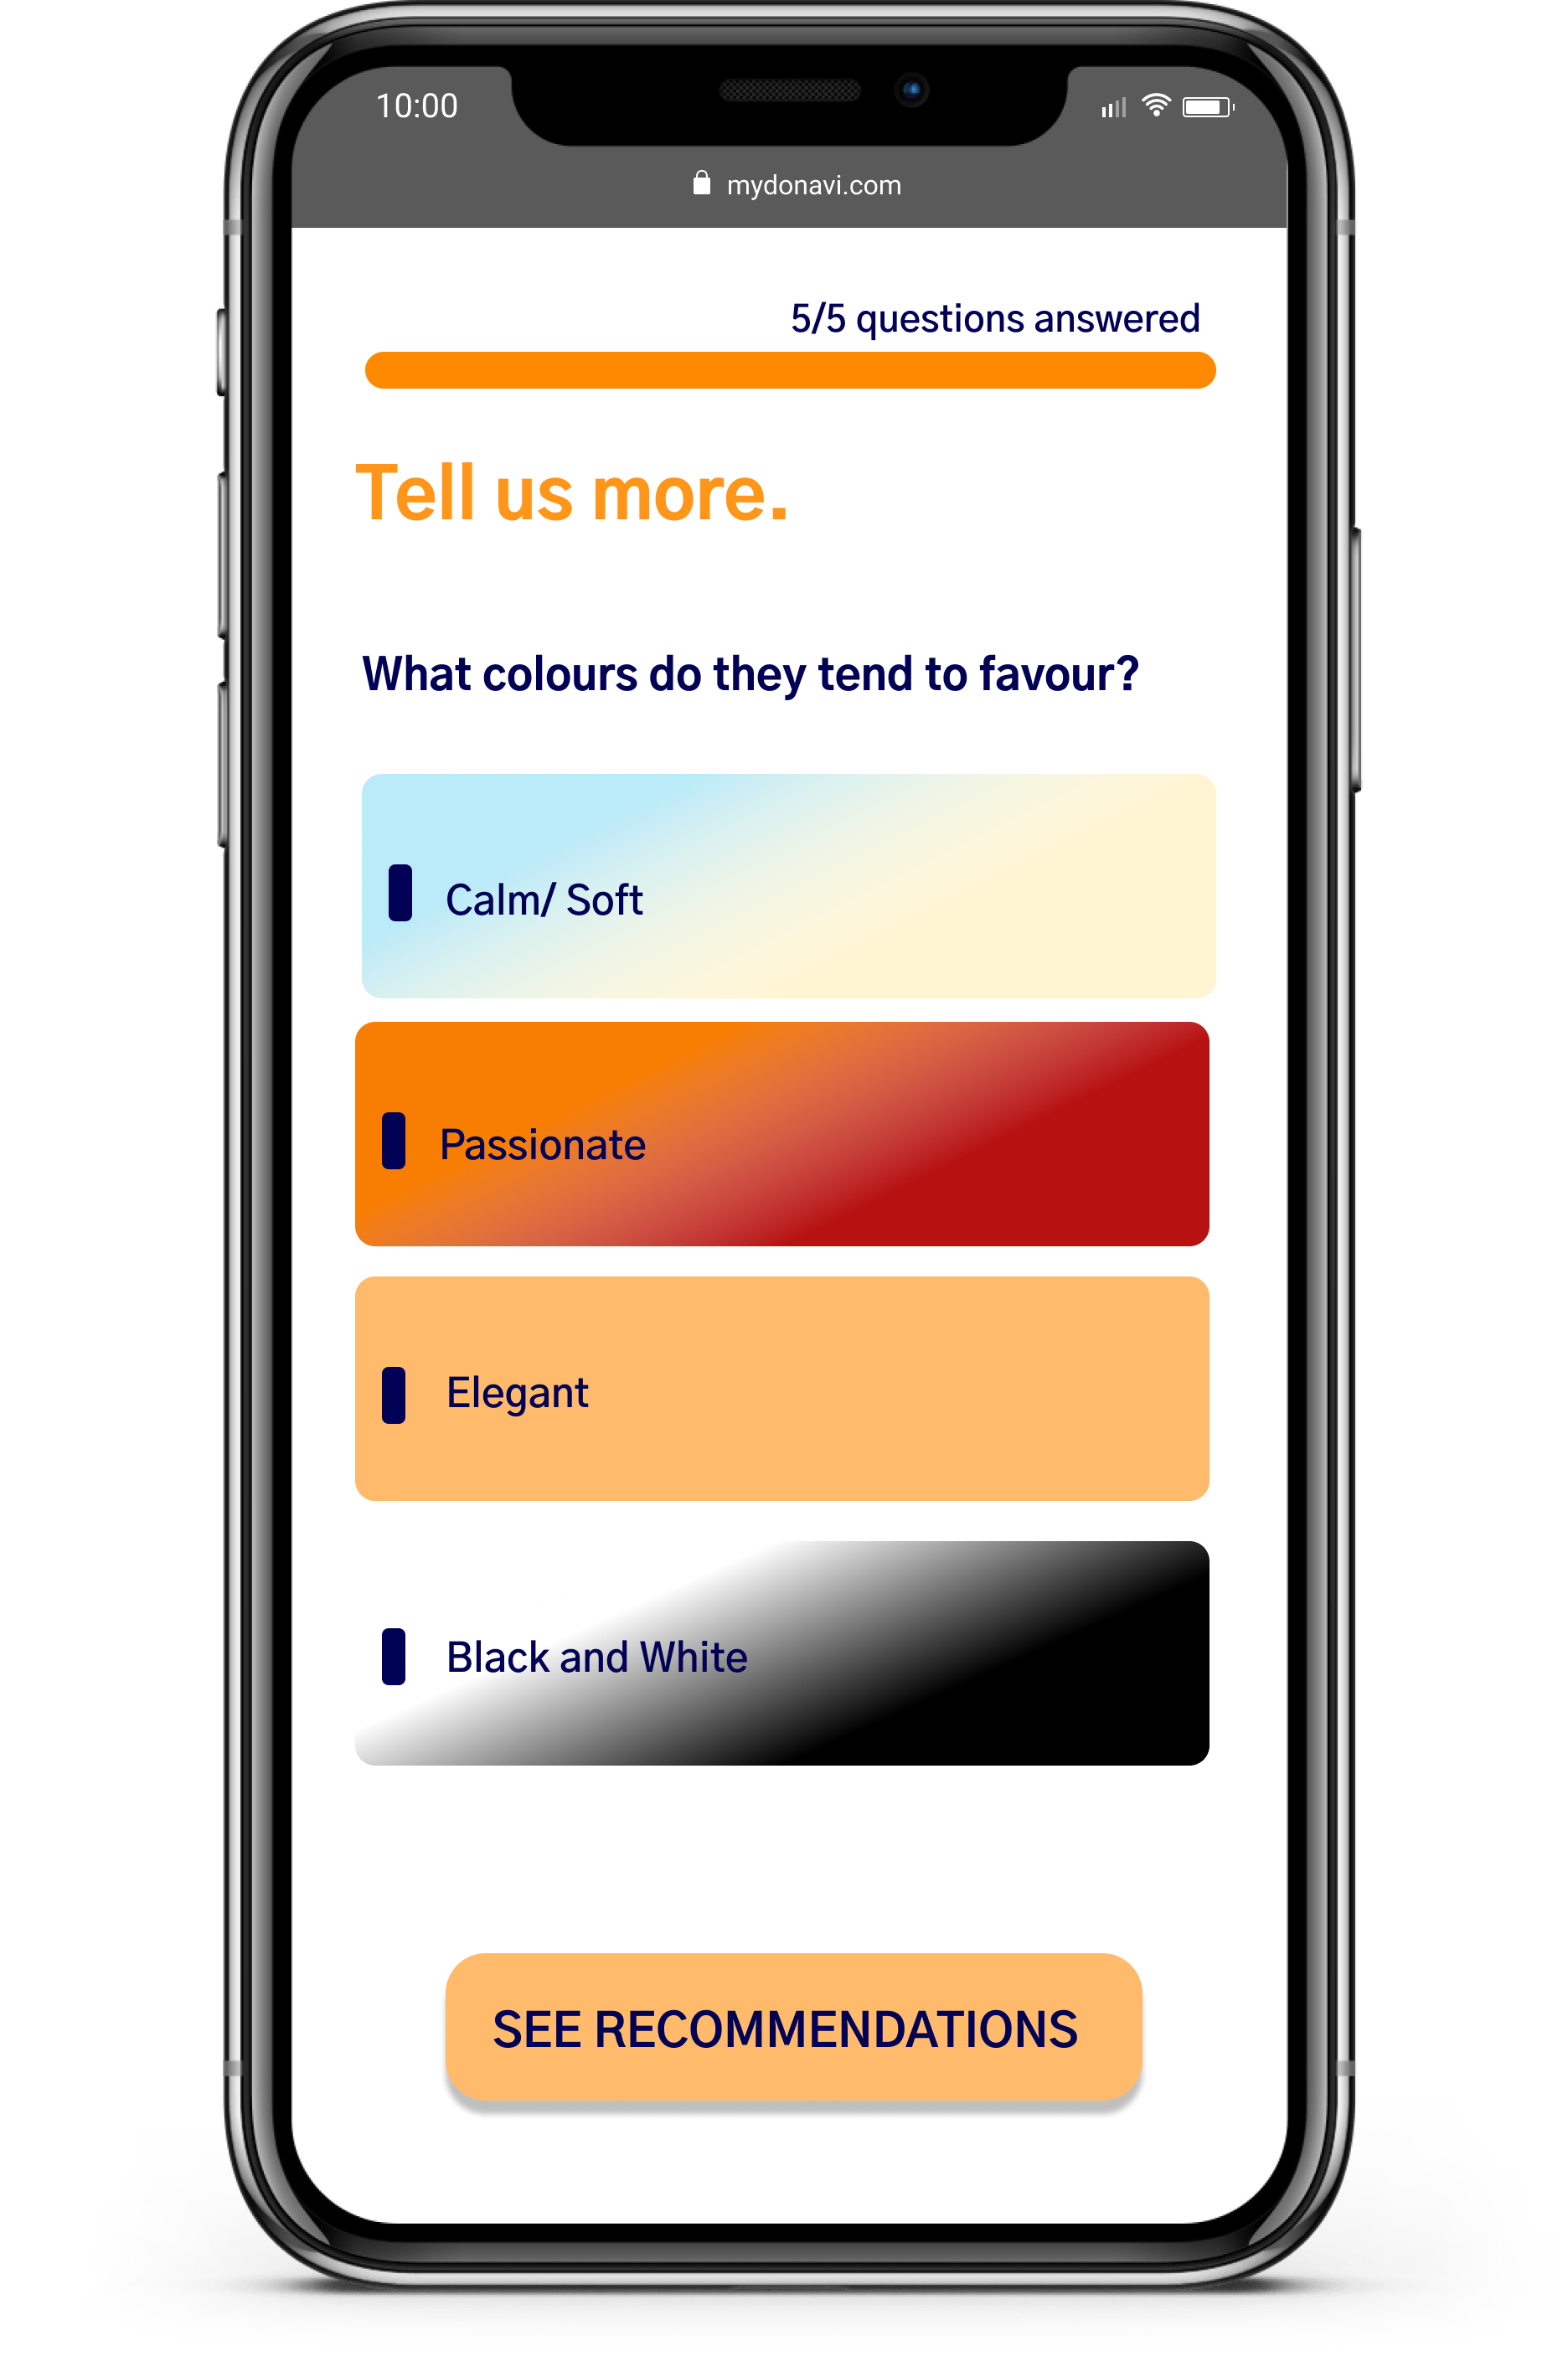 10:00
mydonavi.com
5/5 questions answered
Tell us more.
What colours do they tend to favour?
Calm/ Soft
Passionate
Elegant
Black and White
SEE RECOMMENDATIONS